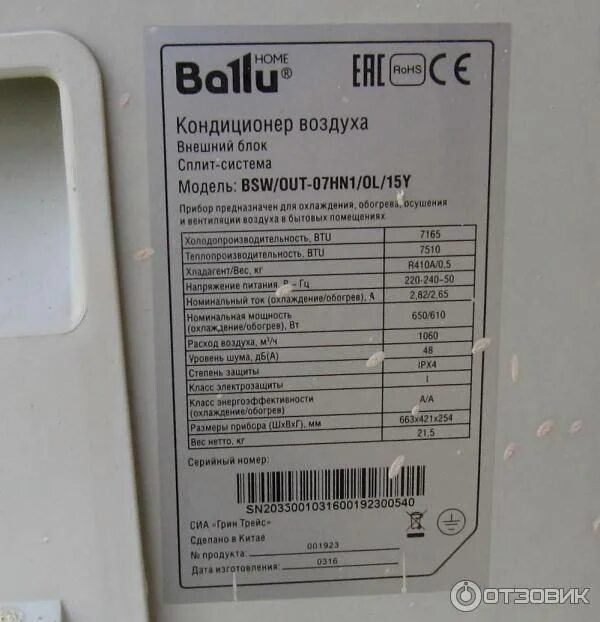 Ballu® HOME
EAC RoHS CE
Кондиционер воздуха
Внешний блок
Сплит-система
Модель: BSW/OUT-07HN1/OL/15Y
Прибор предназначен для охлаждения, обогрева, осушения
и вентиляции воздуха в бытовых помещениях
Холодопроизводительность, BTU 7165
Теплопроизводительность, BTU 7510
Хладагент/Вес, кг R410A/0,5
Напряжение питания, В – Гц 220-240~50
Номинальный ток (охлаждение/обогрев), А 2,82/2,65
Номинальная мощность
(охлаждение/обогрев), Вт 650/610
Расход воздуха, м³/ч 1060
Уровень шума, дБ(А) 48
Степень защиты IPX4
Класс электрозащиты I
Класс энергоэффективности
(охлаждение/обогрев) A/A
Размеры прибора (ШхВхГ), мм 663x421x254
Вес нетто, кг 21,5
Серийный номер:
SN2033001031600192300540
СИА «Грин Трейс»
Сделано в Китае
№ продукта: 001923
Дата изготовления: 0316
ОТЗОВИК